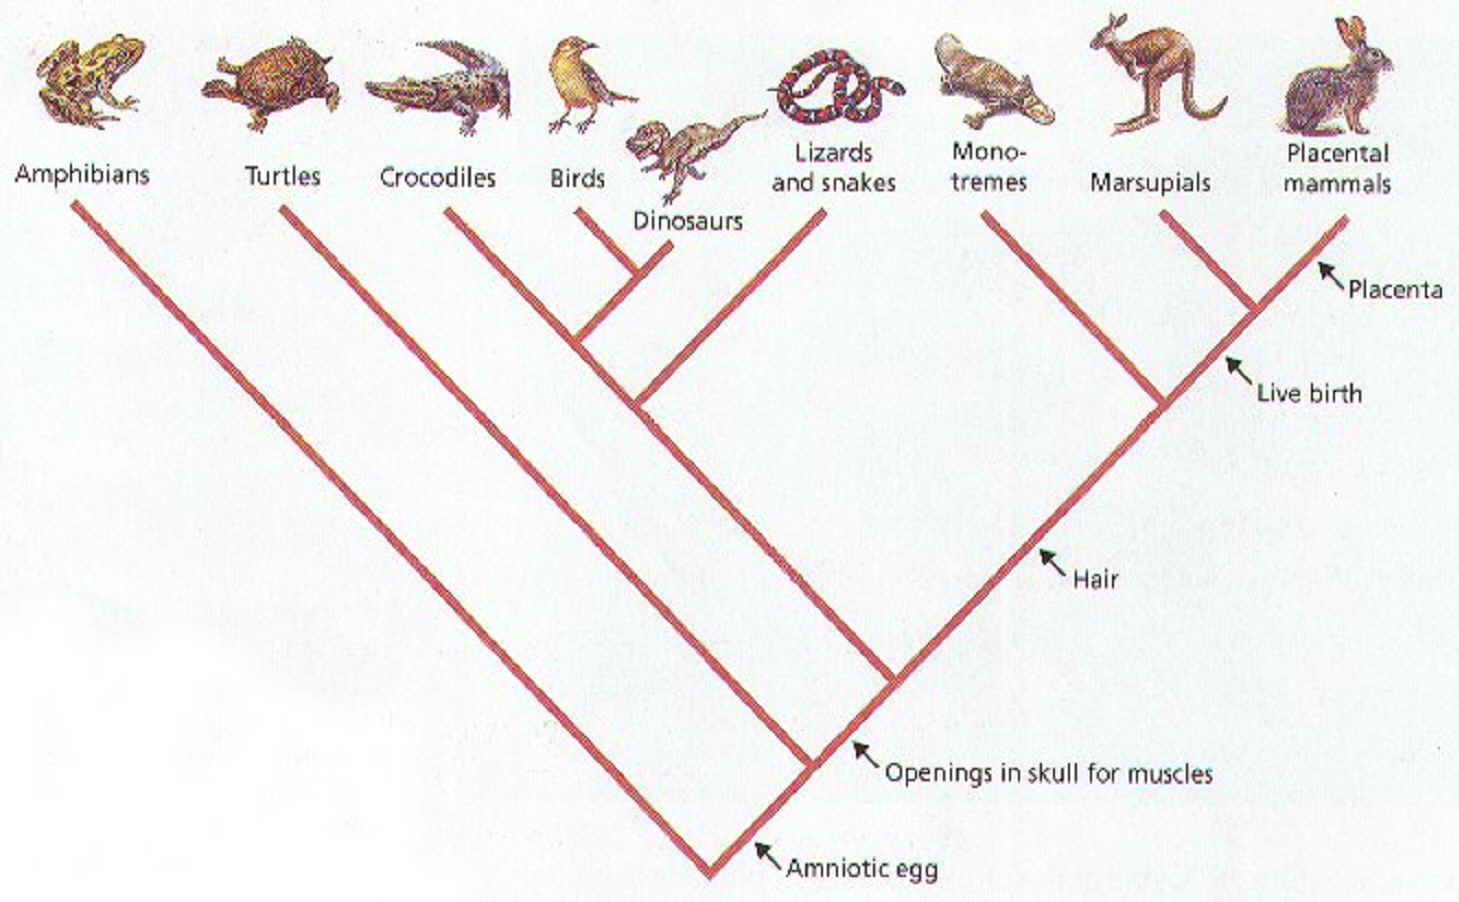 Amphibians
Turtles
Crocodiles
Birds
Dinosaurs
Lizards
and snakes
Mono-
tremes
Marsupials
Placental
mammals
Placenta
Live birth
Hair
Openings in skull for muscles
Amniotic egg